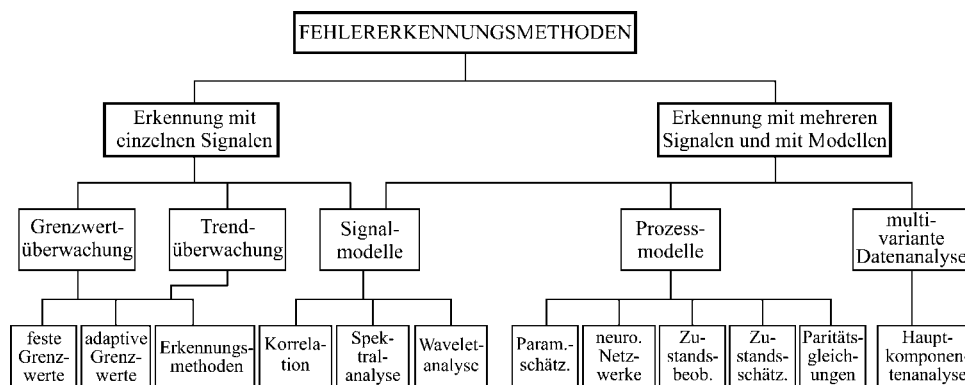 FEHLERERKENNUNGSMETHODEN
Erkennung mit
einzelnen Signalen
Erkennung mit mehreren
Signalen und mit Modellen
Grenzwert-
überwachung
Trend-
überwachung
Signal-
modelle
Prozess-
modelle
multi-
variante
Datenanalyse
feste
Grenz-
werte
adaptive
Grenz-
werte
Erkennungs-
methoden
Korrela-
tion
Spek-
tral-
analyse
Wavelet-
analyse
Param.-
schätz.
neuro.
Netz-
werke
Zu-
stands-
beob.
Zu-
stands-
schätz.
Paritäts-
gleich-
ungen
Haupt-
komponen-
tenanalyse